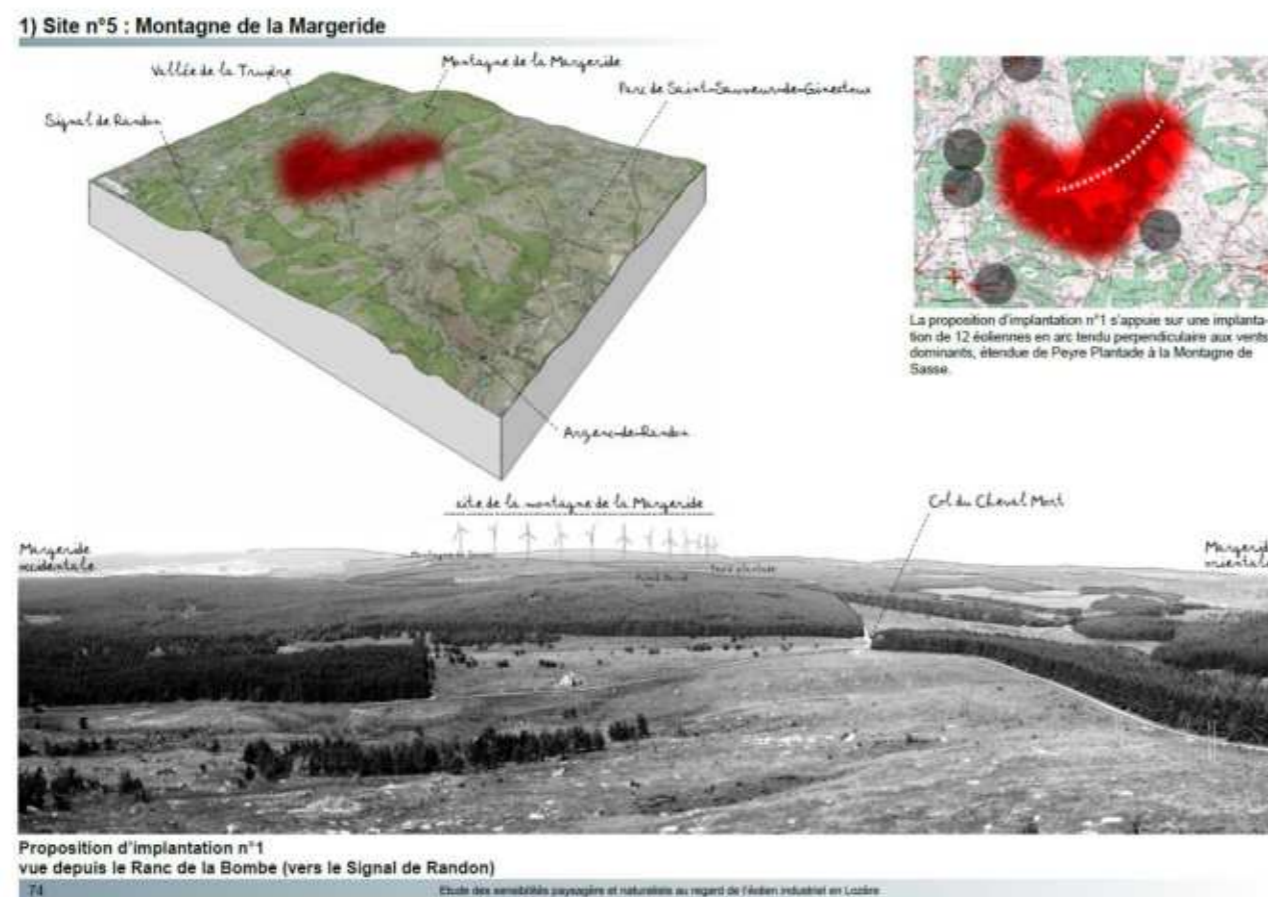 1) Site n°5 : Montagne de la Margeride
Vallée de la Truyère
Montagne de la Margeride
Parc de Saint-Sauveur-de-Ginestoux
Signal de Randon
La proposition d'implantation n°1 s'appuie sur une implanta-
tion de 12 éoliennes en arc tendu perpendiculaire aux vents
dominants, étendue de Peyre Plantade à la Montagne de
Sasse.
Arzenc-de-Randon
site de la montagne de la Margeride
Col du Cheval Mort
Margeride
occidentale
Margeride
orientale
Montagne de
Proposition d'implantation n°1
vue depuis le Ranc de la Bombe (vers le Signal de Randon)
74
Etude des sensibilités paysagère et naturaliste au regard de l'éolien industriel en Lozère